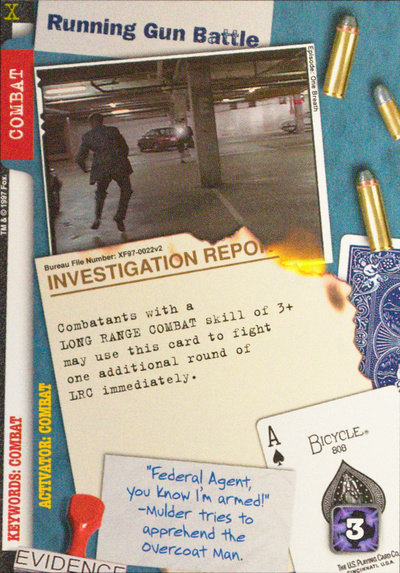 X
Running Gun Battle
COMBAT
Episode: One Breath
TM & © 1997 Fox.
Bureau File Number: XF97-0022v2
INVESTIGATION REPO
Combatants with a
LONG RANGE COMBAT skill of 3+
may use this card to fight
one additional round of
LRC immediately.
KEYWORDS: COMBAT
ACTIVATOR: COMBAT
"Federal Agent,
you know I'm armed!"
-Mulder tries to
apprehend the
Overcoat Man.
A
BICYCLE®
808
3
THE U.S. PLAYING CARD CO.
CINCINNATI, U.S.A.
EVIDENCE